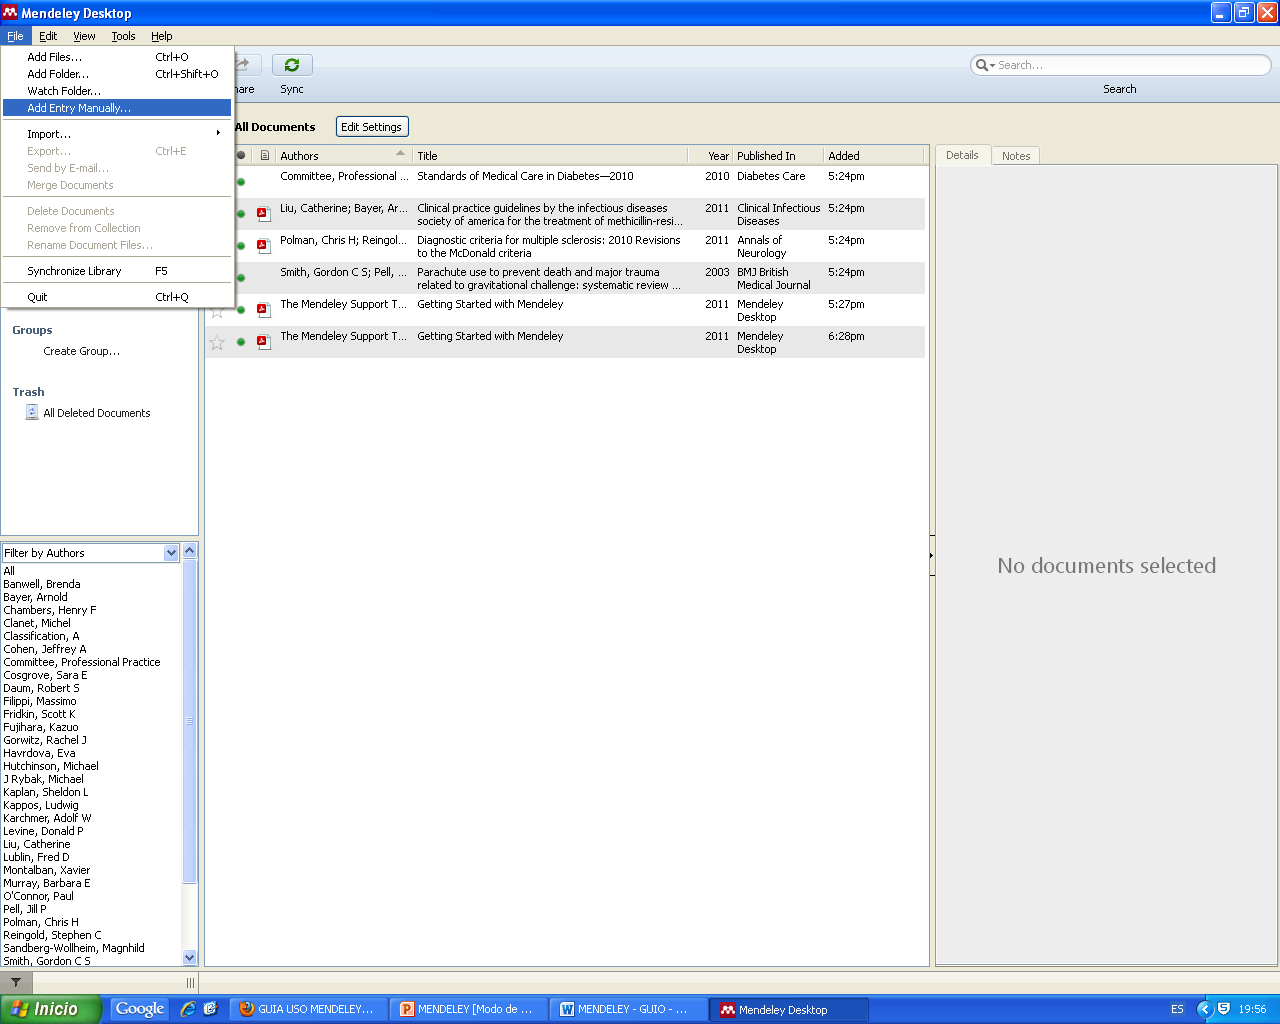 Mendeley Desktop
File Edit View Tools Help
Add Files... Ctrl+O
Add Folder... Ctrl+Shift+O
Watch Folder...
Add Entry Manually...
Import...
Export... Ctrl+E
Send by E-mail...
Merge Documents
Delete Documents
Remove from Collection
Rename Document Files...
Synchronize Library F5
Quit Ctrl+Q
Sync
Search...
Search
All Documents Edit Settings
Authors Title Year Published In Added
Committee, Professional ... Standards of Medical Care in Diabetes—2010 2010 Diabetes Care 5:24pm
Liu, Catherine; Bayer, Ar... Clinical practice guidelines by the infectious diseases 2011 Clinical Infectious 5:24pm
society of america for the treatment of methicillin-resi... Diseases
Polman, Chris H; Reingol... Diagnostic criteria for multiple sclerosis: 2010 Revisions 2011 Annals of 5:24pm
to the McDonald criteria Neurology
Smith, Gordon C S; Pell, ... Parachute use to prevent death and major trauma 2003 BMJ British 5:24pm
related to gravitational challenge: systematic review ... Medical Journal
The Mendeley Support T... Getting Started with Mendeley 2011 Mendeley 5:27pm
Desktop
The Mendeley Support T... Getting Started with Mendeley 2011 Mendeley 6:28pm
Desktop
Details Notes
No documents selected
Groups
Create Group...
Trash
All Deleted Documents
Filter by Authors
All
Banwell, Brenda
Bayer, Arnold
Chambers, Henry F
Clanet, Michel
Classification, A
Cohen, Jeffrey A
Committee, Professional Practice
Cosgrove, Sara E
Daum, Robert S
Filippi, Massimo
Fridkin, Scott K
Fujihara, Kazuo
Gorwitz, Rachel J
Havrdova, Eva
Hutchinson, Michael
J Rybak, Michael
Kaplan, Sheldon L
Kappos, Ludwig
Karchmer, Adolf W
Levine, Donald P
Liu, Catherine
Lublin, Fred D
Montalban, Xavier
Murray, Barbara E
O'Connor, Paul
Pell, Jill P
Polman, Chris H
Reingold, Stephen C
Sandberg-Wollheim, Magnhild
Smith, Gordon C S
Inicio Google GUIA USO MENDELEY... MENDELEY [Modo de ... MENDELEY - GUIO - ... Mendeley Desktop ES 19:56